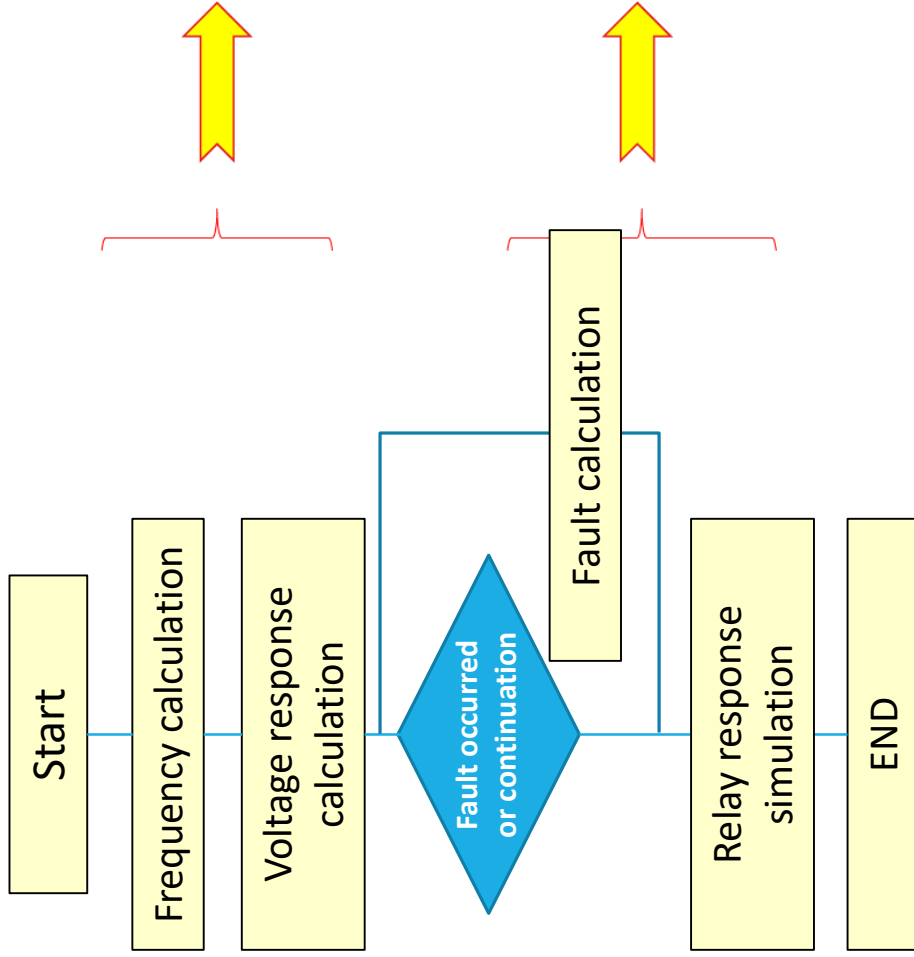 Start
Frequency calculation
Voltage response
calculation
Fault occurred
or continuation
Fault calculation
Relay response
simulation
END